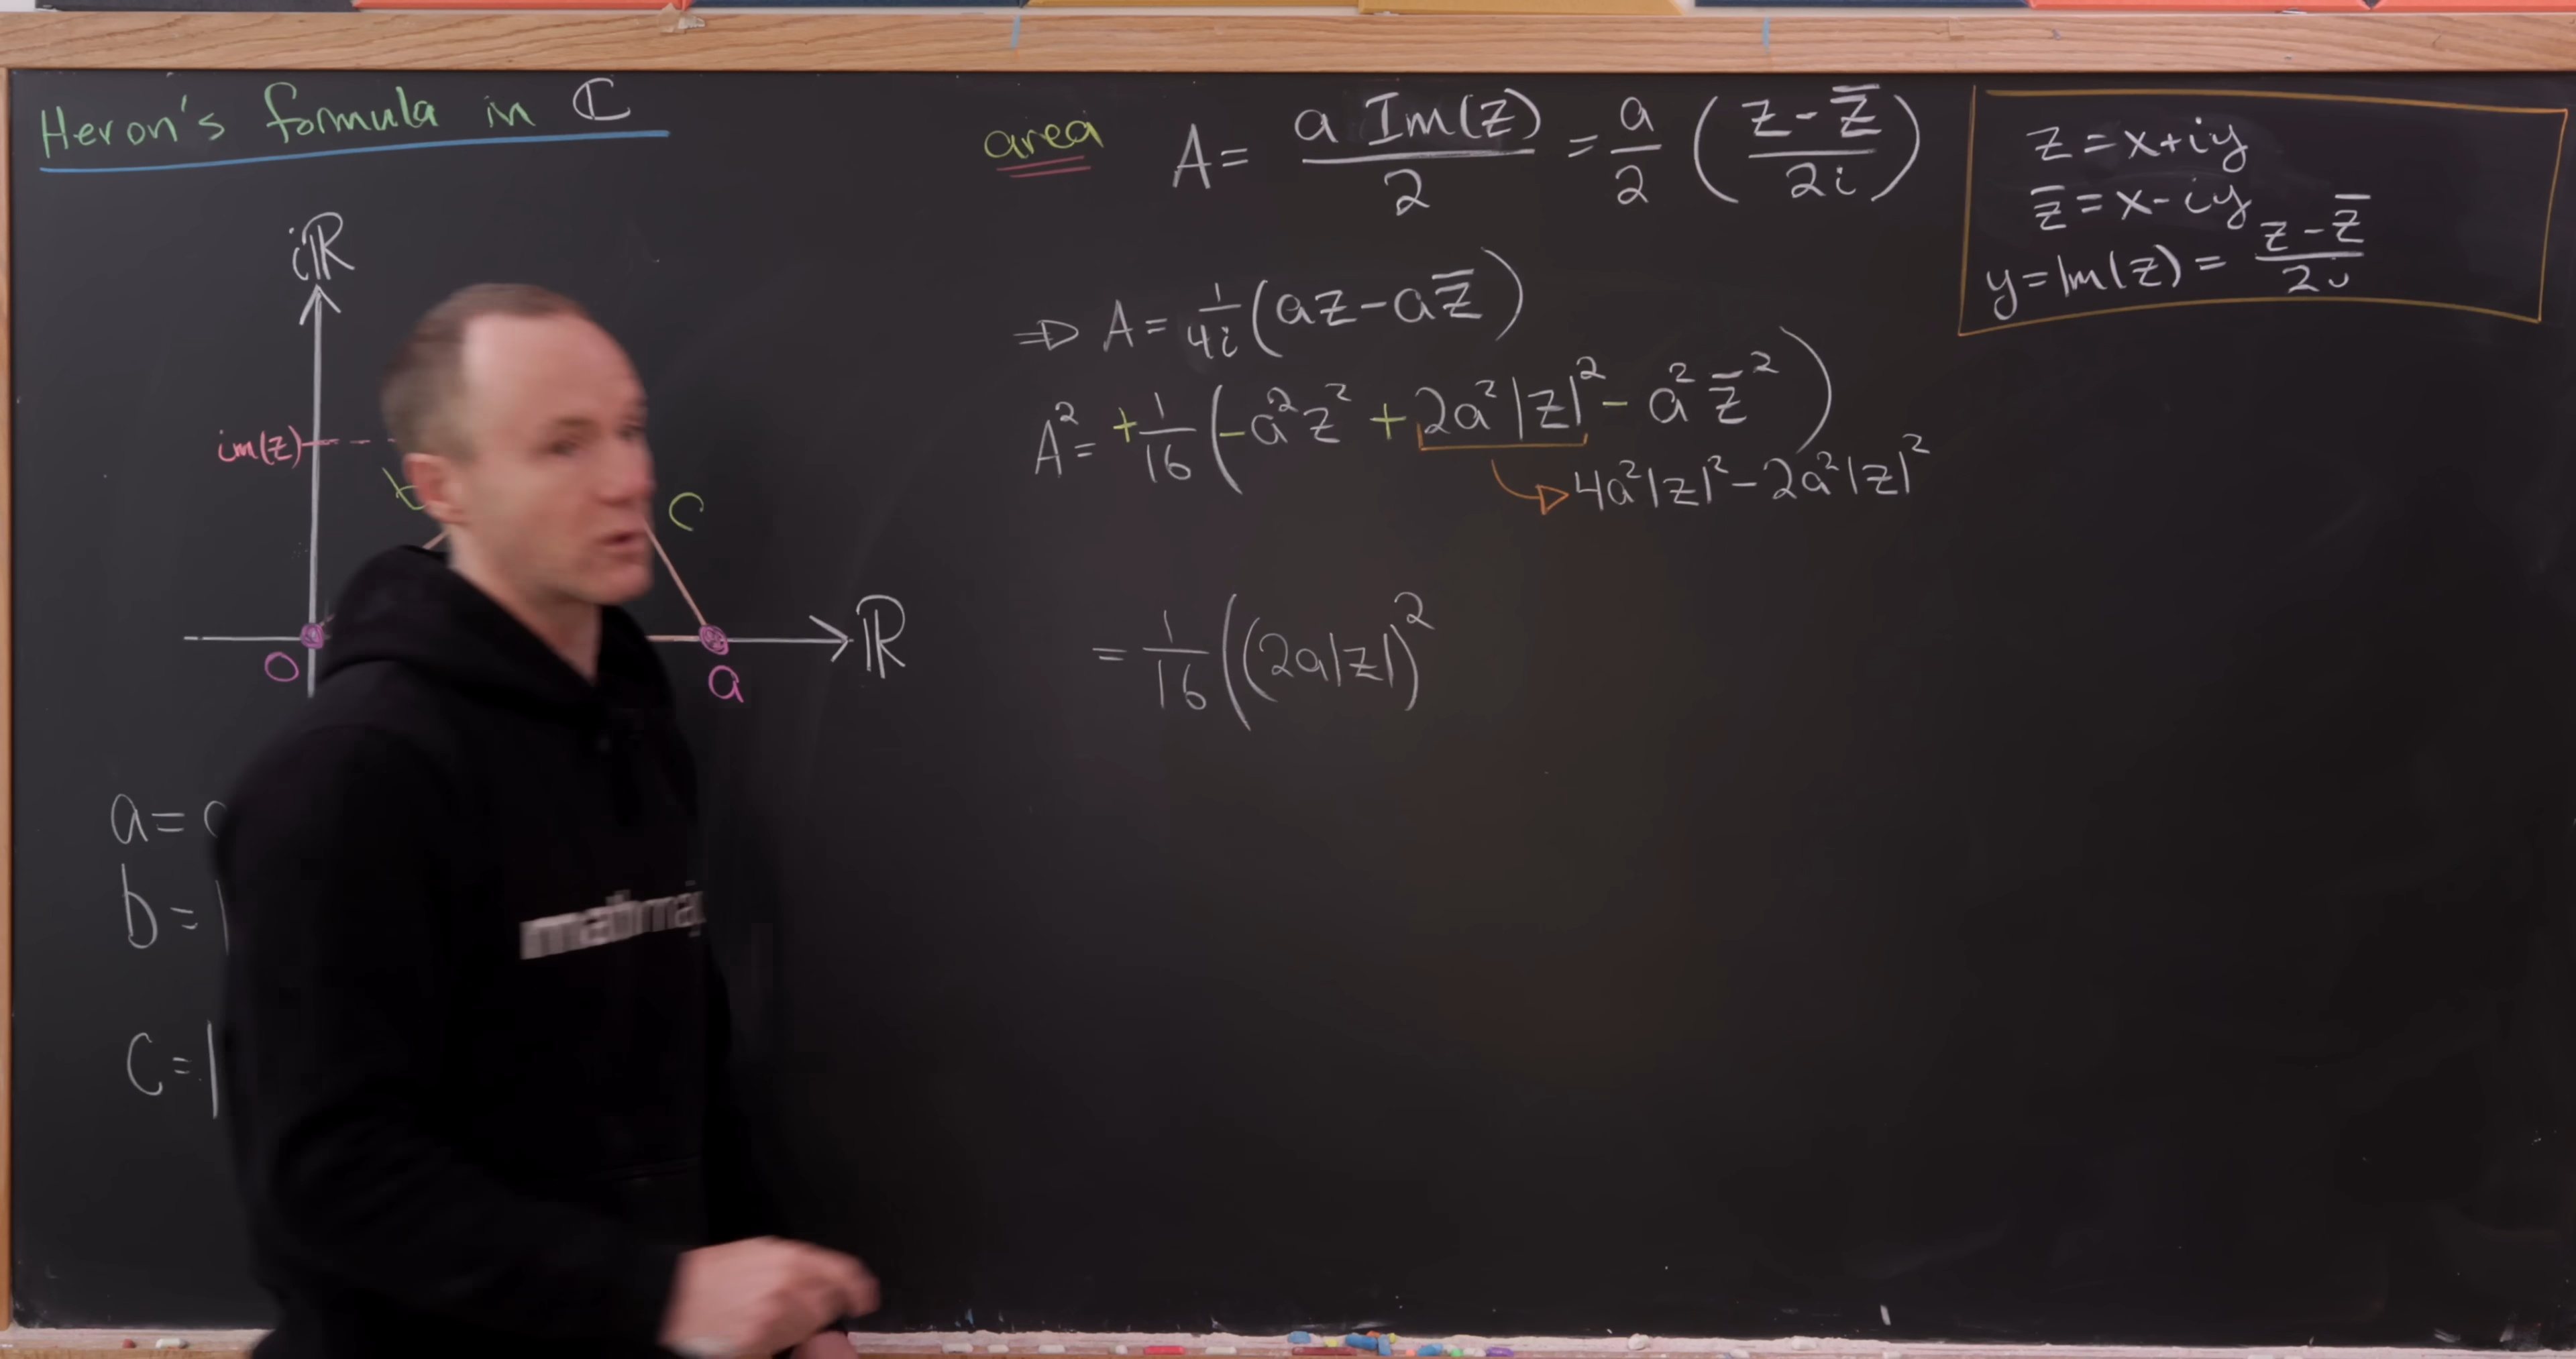 Heron's formula in ℂ
iℝ
im(z)
b
c
0
a
ℝ
a=
b=|
c=|
area A = a Im(z)/2 = a/2 ( (z - z̄)/2i )
⇒ A = 1/4i (az - az̄)
A² = + 1/16 ( -a²z² + 2a²|z|² - a² z̄² )
4a²|z|² - 2a²|z|²
= 1/16 ( (2a|z|)²
z = x+iy
z̄ = x-iy
y = Im(z) = (z - z̄)/2i